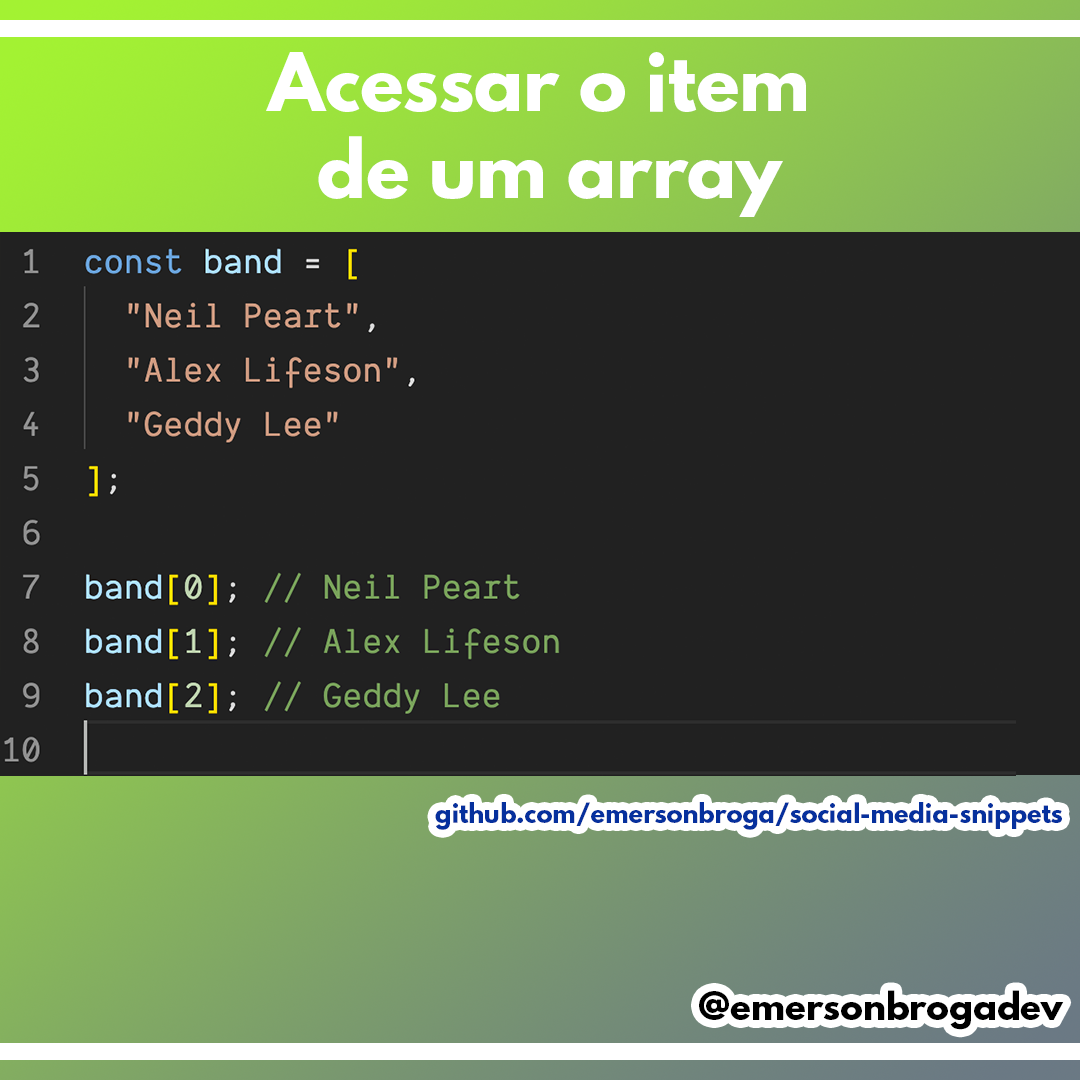 Acessar o item
de um array
1 const band = [
2 "Neil Peart",
3 "Alex Lifeson",
4 "Geddy Lee"
5 ];
6
7 band[0]; // Neil Peart
8 band[1]; // Alex Lifeson
9 band[2]; // Geddy Lee
10
github.com/emersonbroga/social-media-snippets
@emersonbrogadev